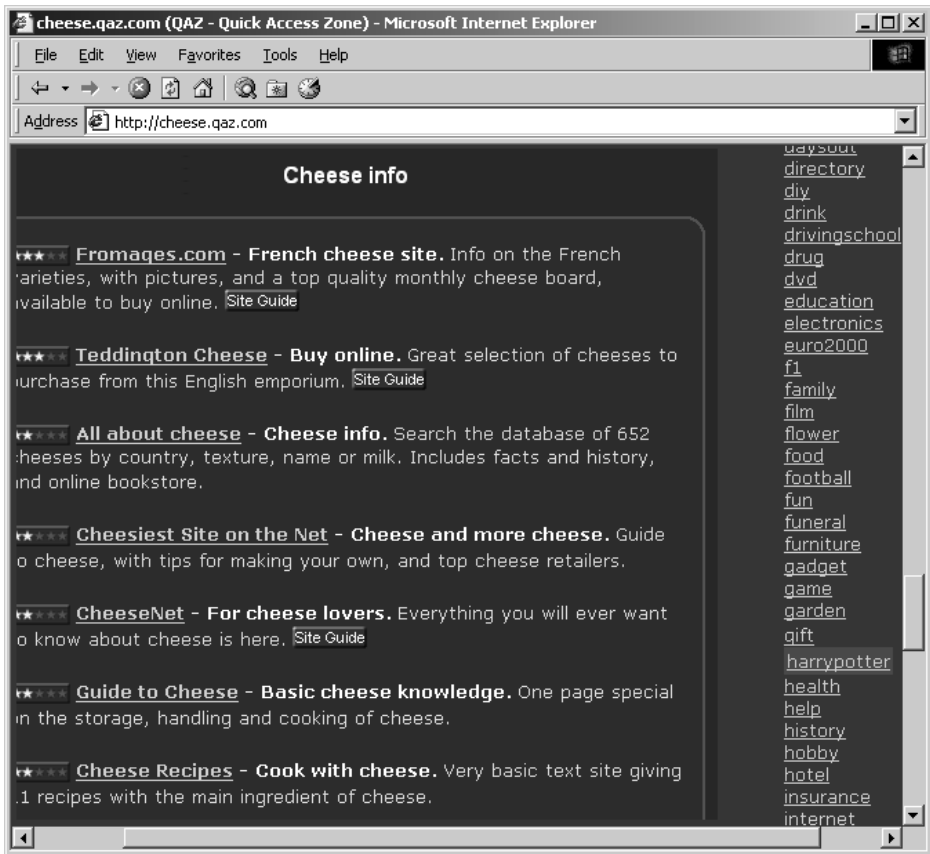 cheese.qaz.com (QAZ - Quick Access Zone) - Microsoft Internet Explorer
File Edit View Favorites Tools Help
Address http://cheese.qaz.com
Cheese info
Fromages.com - French cheese site. Info on the French
arieties, with pictures, and a top quality monthly cheese board,
vailable to buy online. Site Guide
Teddington Cheese - Buy online. Great selection of cheeses to
urchase from this English emporium. Site Guide
All about cheese - Cheese info. Search the database of 652
heeses by country, texture, name or milk. Includes facts and history,
nd online bookstore.
Cheesiest Site on the Net - Cheese and more cheese. Guide
o cheese, with tips for making your own, and top cheese retailers.
CheeseNet - For cheese lovers. Everything you will ever want
o know about cheese is here. Site Guide
Guide to Cheese - Basic cheese knowledge. One page special
n the storage, handling and cooking of cheese.
Cheese Recipes - Cook with cheese. Very basic text site giving
1 recipes with the main ingredient of cheese.
daysout
directory
diy
drink
drivingschool
drug
dvd
education
electronics
euro2000
f1
family
film
flower
food
football
fun
funeral
furniture
gadget
game
garden
gift
harrypotter
health
help
history
hobby
hotel
insurance
internet